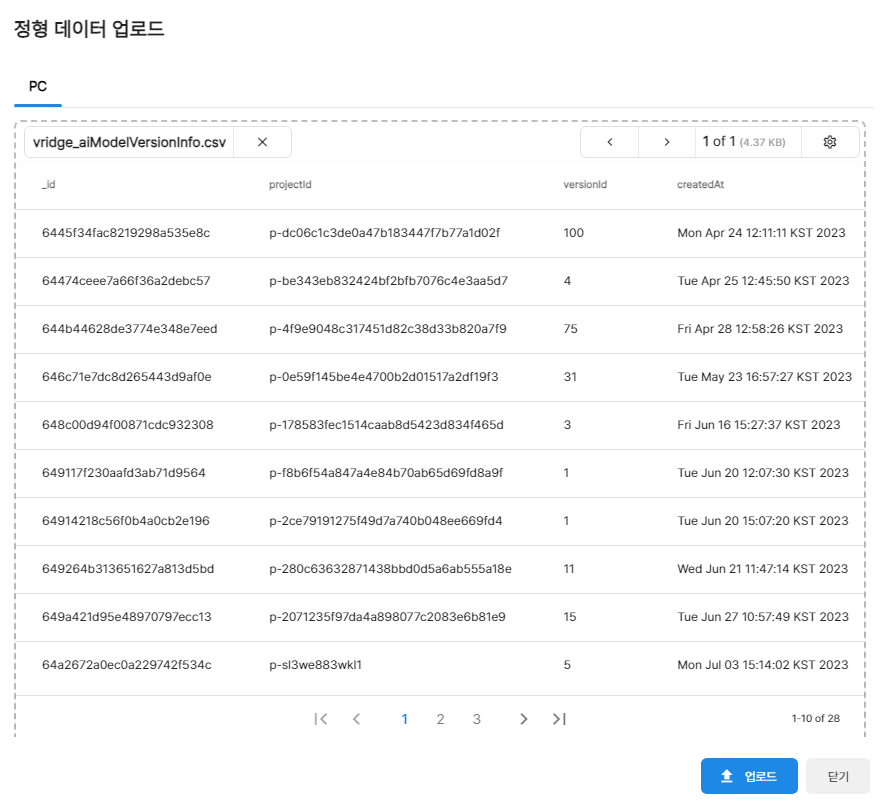 정형 데이터 업로드
PC
vridge_aiModelVersionInfo.csv
1 of 1 (4.37 KB)
_id projectId versionId createdAt
6445f34fac8219298a535e8c p-dc06c1c3de0a47b183447f7b77a1d02f 100 Mon Apr 24 12:11:11 KST 2023
64474ceee7a66f36a2debc57 p-be343eb832424bf2bfb7076c4e3aa5d7 4 Tue Apr 25 12:45:50 KST 2023
644b44628de3774e348e7eed p-4f9e9048c317451d82c38d33b820a7f9 75 Fri Apr 28 12:58:26 KST 2023
646c71e7dc8d265443d9af0e p-0e59f145be4e4700b2d01517a2df19f3 31 Tue May 23 16:57:27 KST 2023
648c00d94f00871cdc932308 p-178583fec1514caab8d5423d834f465d 3 Fri Jun 16 15:27:37 KST 2023
649117f230aafd3ab71d9564 p-f8b6f54a847a4e84b70ab65d69fd8a9f 1 Tue Jun 20 12:07:30 KST 2023
64914218c56f0b4a0cb2e196 p-2ce79191275f49d7a740b048ee669fd4 1 Tue Jun 20 15:07:20 KST 2023
649264b313651627a813d5bd p-280c63632871438bbd0d5a6ab555a18e 11 Wed Jun 21 11:47:14 KST 2023
649a421d95e48970797ecc13 p-2071235f97da4a898077c2083e6b81e9 15 Tue Jun 27 10:57:49 KST 2023
64a2672a0ec0a229742f534c p-sl3we883wkl1 5 Mon Jul 03 15:14:02 KST 2023
1 2 3
1-10 of 28
업로드
닫기